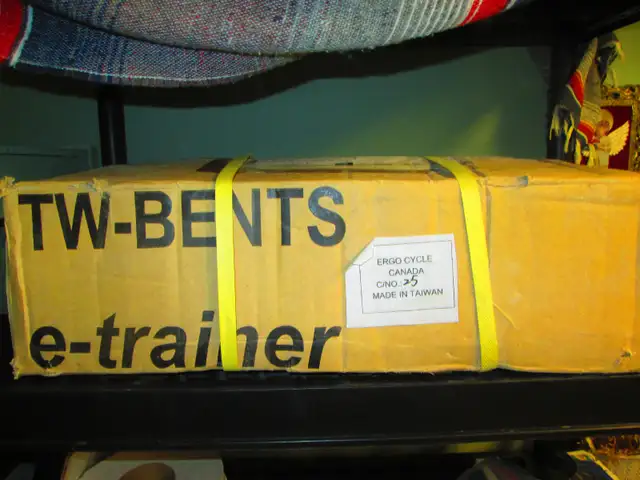 TW-BENTS
e-trainer
ERGO CYCLE
CANADA
C/NO.: 25
MADE IN TAIWAN